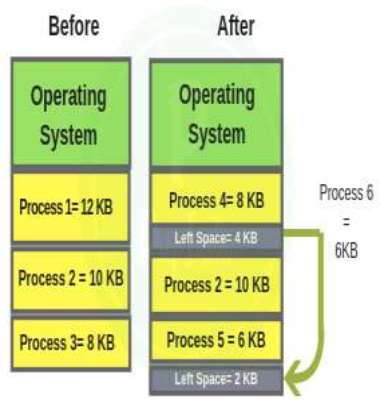 Before
After
Operating
System
Operating
System
Process 1= 12 KB
Process 2 = 10 KB
Process 3= 8 KB
Process 4= 8 KB
Left Space= 4 KB
Process 2 = 10 KB
Process 5 = 6 KB
Left Space= 2 KB
Process 6
=
6KB